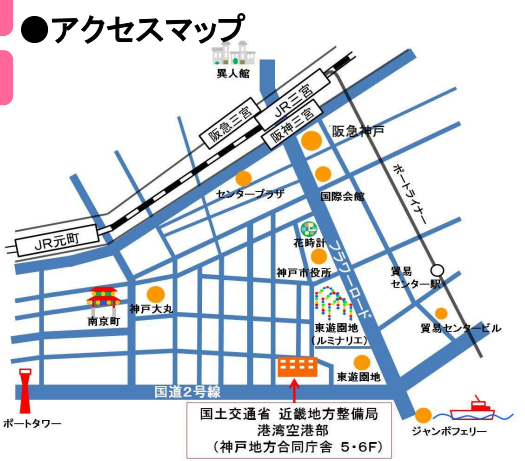 ●アクセスマップ
異人館
阪急三宮
JR三宮
阪神三宮
阪急神戸
センタープラザ
国際会館
ポートライナー
JR元町
花時計
フラワーロード
神戸市役所
貿易
センター駅
南京町
神戸大丸
東遊園地
(ルミナリエ)
貿易センタービル
東遊園地
国道2号線
ポートタワー
国土交通省 近畿地方整備局
港湾空港部
(神戸地方合同庁舎 5・6F)
ジャンボフェリー